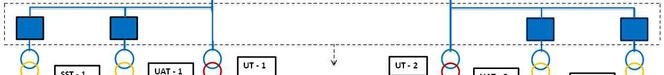 SST - 1
UAT - 1
UT - 1
UT - 2